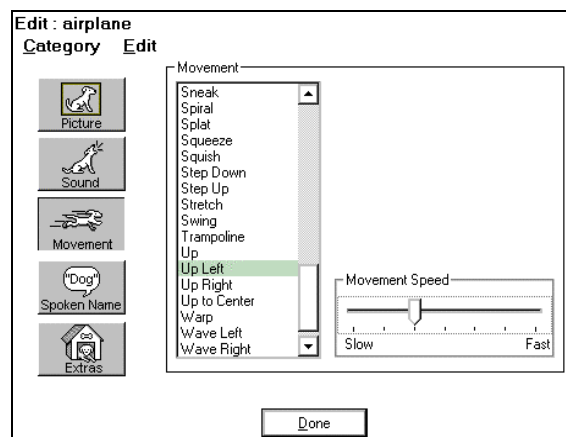 Edit : airplane
Category Edit
Picture
Sound
Movement
"Dog"
Spoken Name
Extras
Movement
Sneak
Spiral
Splat
Squeeze
Squish
Step Down
Step Up
Stretch
Swing
Trampoline
Up
Up Left
Up Right
Up to Center
Warp
Wave Left
Wave Right
Movement Speed
Slow Fast
Done